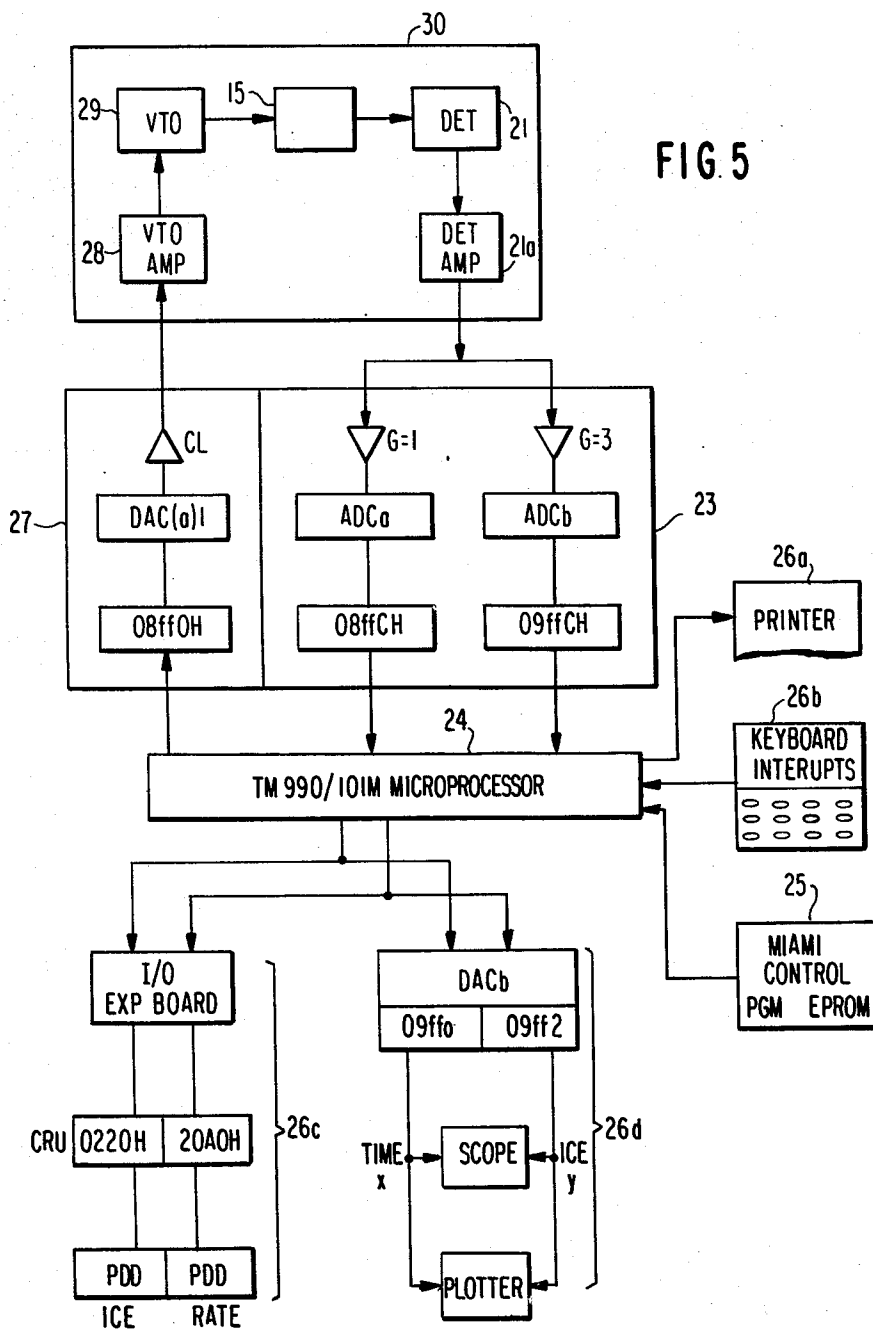 30
29
VTO
15
DET
21
FIG. 5
28
VTO
AMP
DET
AMP
21a
27
CL
G=1
G=3
23
DAC(a)1
ADCa
ADCb
08ff0H
08ffCH
09ffCH
26a
PRINTER
24
TM 990/101M MICROPROCESSOR
26b
KEYBOARD
INTERUPTS
25
MIAMI
CONTROL
PGM EPROM
I/O
EXP BOARD
DACb
09ff0 09ff2
26c
26d
CRU 0220H 20A0H
TIME
x
SCOPE
ICE
y
PDD PDD
ICE RATE
PLOTTER